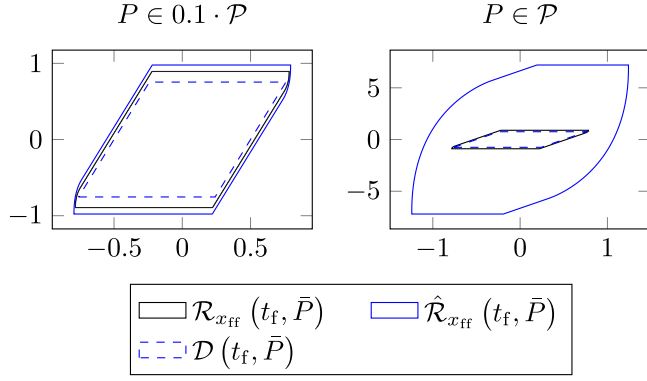 P ∈ 0.1 · 𝒫
P ∈ 𝒫
1
0
−1
−0.5 0 0.5
5
0
−5
−1 0 1
ℛ_{x_ff} (t_f, P̄)
ℛ̂_{x_ff} (t_f, P̄)
𝒟 (t_f, P̄)